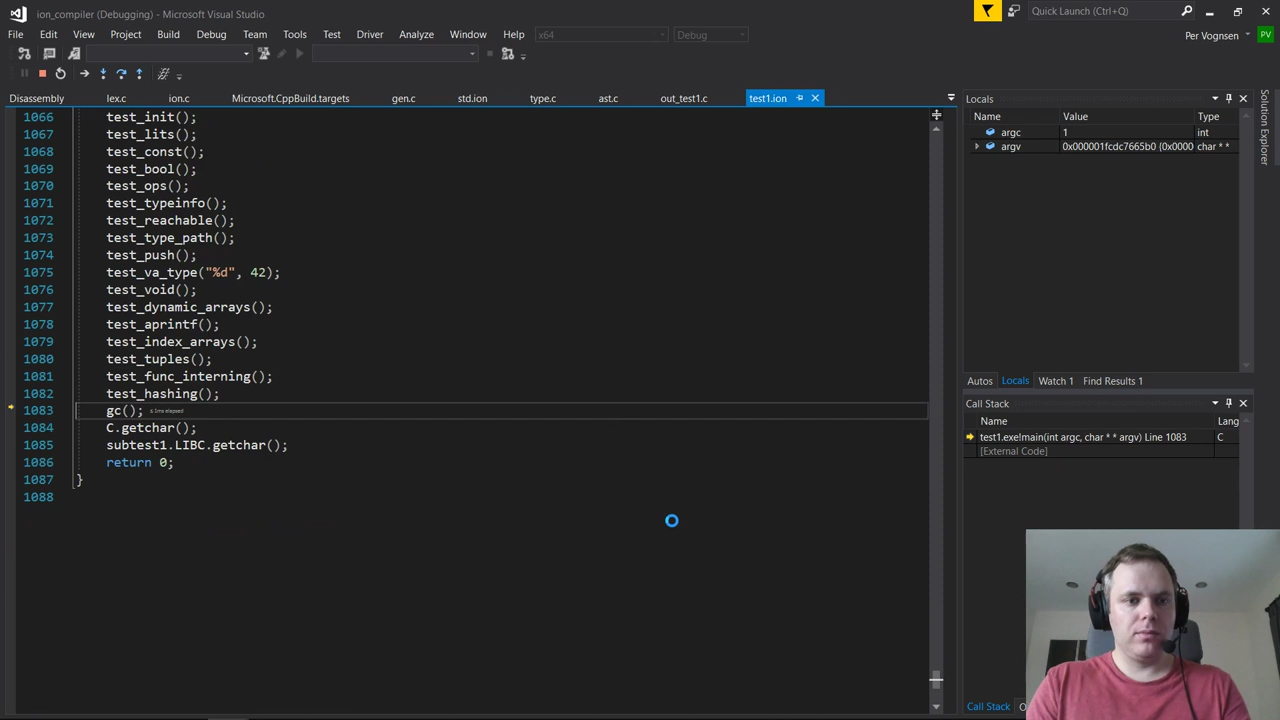 ion_compiler (Debugging) - Microsoft Visual Studio
Quick Launch (Ctrl+Q)
File Edit View Project Build Debug Team Tools Test Driver Analyze Window Help x64 Debug
Per Vognsen PV
Disassembly lex.c ion.c Microsoft.CppBuild.targets gen.c std.ion type.c ast.c out_test1.c test1.ion
1066 test_init();
1067 test_lits();
1068 test_const();
1069 test_bool();
1070 test_ops();
1071 test_typeinfo();
1072 test_reachable();
1073 test_type_path();
1074 test_push();
1075 test_va_type("%d", 42);
1076 test_void();
1077 test_dynamic_arrays();
1078 test_aprintf();
1079 test_index_arrays();
1080 test_tuples();
1081 test_func_interning();
1082 test_hashing();
1083 gc(); ≤ 1ms elapsed
1084 C.getchar();
1085 subtest1.LIBC.getchar();
1086 return 0;
1087 }
1088
Locals
Name Value Type
argc 1 int
argv 0x000001fcdc7665b0 {0x0000 char * *
Autos Locals Watch 1 Find Results 1
Call Stack
Name Lang
test1.exe!main(int argc, char * * argv) Line 1083 C
[External Code]
Call Stack
Solution Explorer